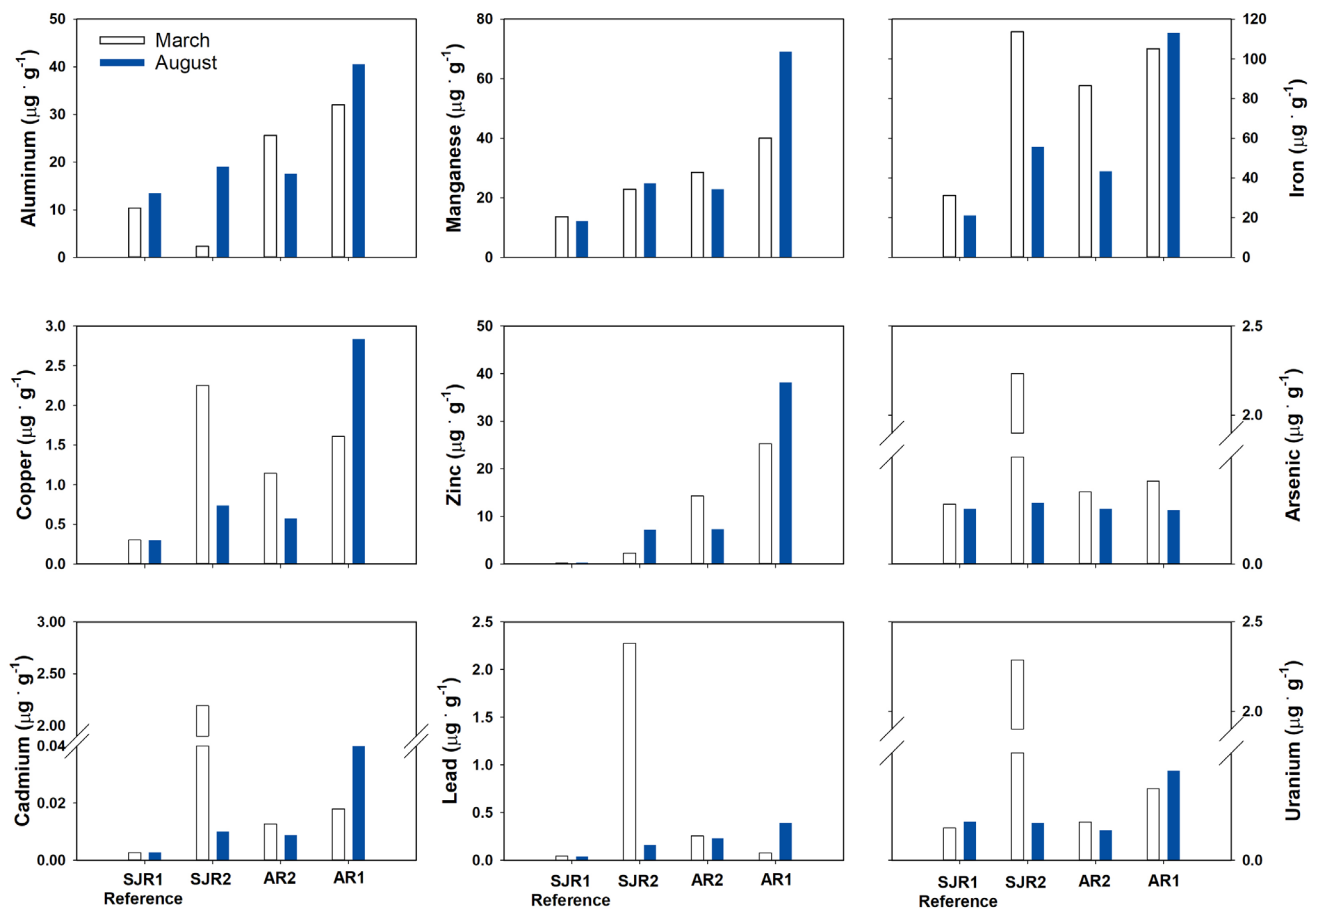 March
August
Aluminum (μg · g-1)
50
40
30
20
10
0
Manganese (μg · g-1)
80
60
40
20
0
Iron (μg · g-1)
120
100
80
60
40
20
0
Copper (μg · g-1)
3.0
2.5
2.0
1.5
1.0
0.5
0.0
Zinc (μg · g-1)
50
40
30
20
10
0
Arsenic (μg · g-1)
2.5
2.0
0.0
Cadmium (μg · g-1)
3.00
2.50
2.00
0.04
0.02
0.00
SJR1 SJR2 AR2 AR1
Reference
Lead (μg · g-1)
2.5
2.0
1.5
1.0
0.5
0.0
SJR1 SJR2 AR2 AR1
Reference
Uranium (μg · g-1)
2.5
2.0
0.0
SJR1 SJR2 AR2 AR1
Reference